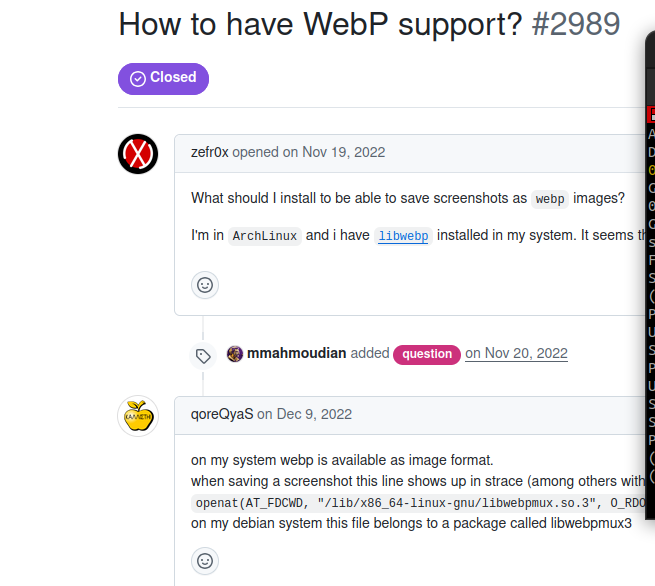 How to have WebP support? #2989
Closed
zefr0x opened on Nov 19, 2022
What should I install to be able to save screenshots as webp images?
I'm in ArchLinux and i have libwebp installed in my system. It seems
mmahmoudian added question on Nov 20, 2022
qoreQyaS on Dec 9, 2022
on my system webp is available as image format.
when saving a screenshot this line shows up in strace (among others with
openat(AT_FDCWD, "/lib/x86_64-linux-gnu/libwebpmux.so.3", O_RDO
on my debian system this file belongs to a package called libwebpmux3